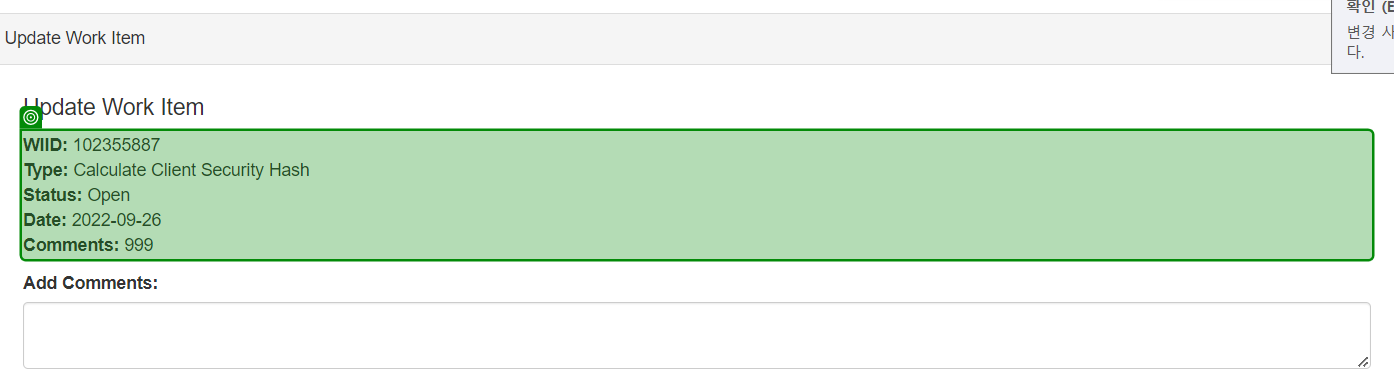 확인 (E
변경 사
다.
Update Work Item
Update Work Item
WIID: 102355887
Type: Calculate Client Security Hash
Status: Open
Date: 2022-09-26
Comments: 999
Add Comments: